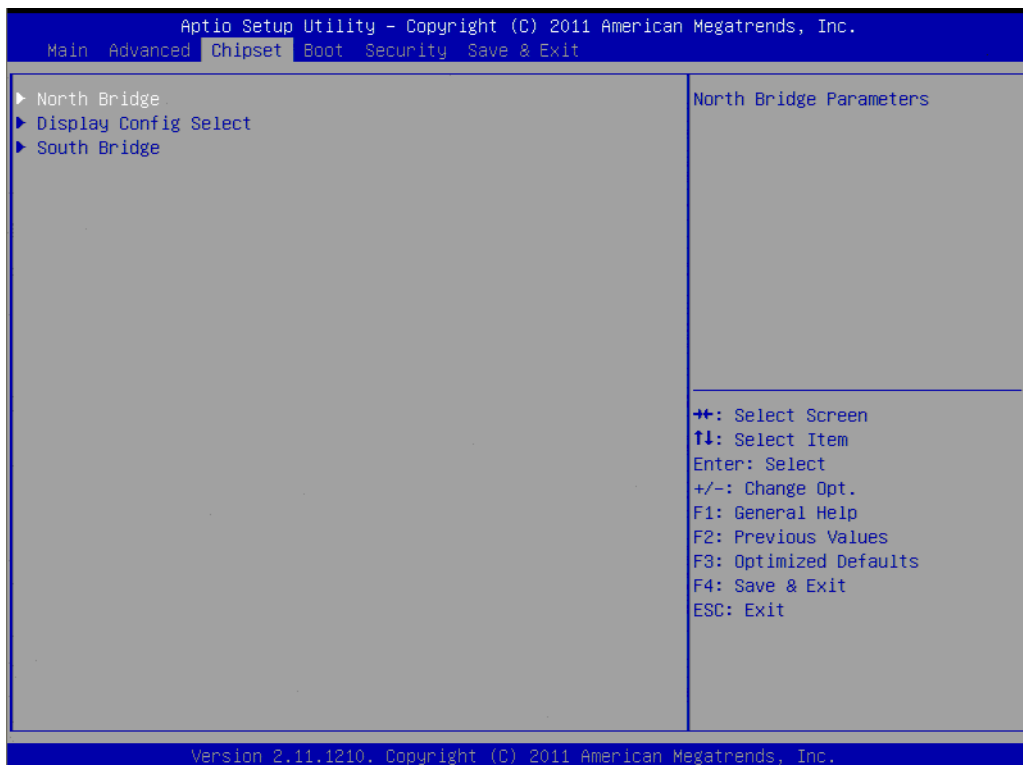 Aptio Setup Utility – Copyright (C) 2011 American Megatrends, Inc.
Main Advanced Chipset Boot Security Save & Exit
▶ North Bridge
▶ Display Config Select
▶ South Bridge
North Bridge Parameters
→←: Select Screen
↑↓: Select Item
Enter: Select
+/-: Change Opt.
F1: General Help
F2: Previous Values
F3: Optimized Defaults
F4: Save & Exit
ESC: Exit
Version 2.11.1210. Copyright (C) 2011 American Megatrends, Inc.